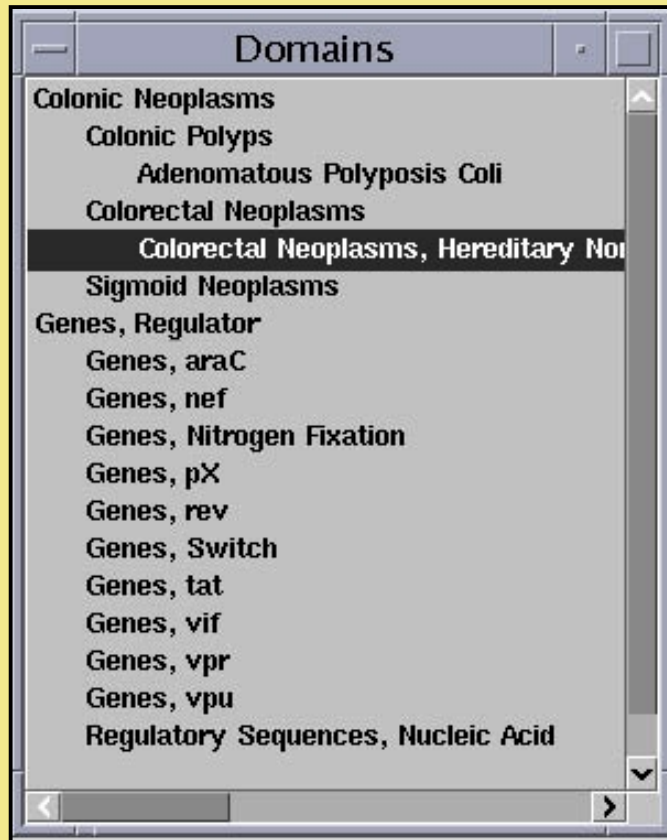 Domains
Colonic Neoplasms
Colonic Polyps
Adenomatous Polyposis Coli
Colorectal Neoplasms
Colorectal Neoplasms, Hereditary
Sigmoid Neoplasms
Genes, Regulator
Genes, araC
Genes, nef
Genes, Nitrogen Fixation
Genes, pX
Genes, rev
Genes, Switch
Genes, tat
Genes, vif
Genes, vpr
Genes, vpu
Regulatory Sequences, Nucleic Acid